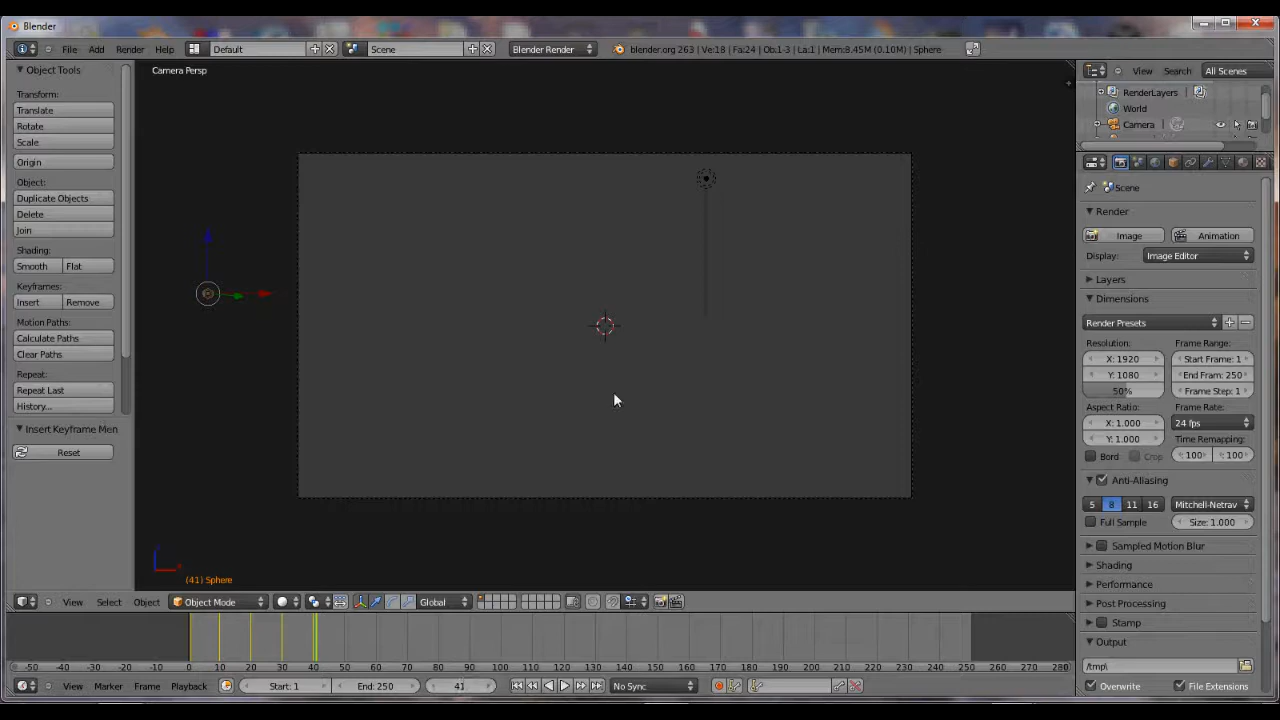 Blender
File Add Render Help Default Scene Blender Render blender.org 263 | Ve:18 | Fa:24 | Ob:1-3 | La:1 | Mem:8.45M (0.10M) | Sphere
Object Tools
Transform:
Translate
Rotate
Scale
Origin
Object:
Duplicate Objects
Delete
Join
Shading:
Smooth Flat
Keyframes:
Insert Remove
Motion Paths:
Calculate Paths
Clear Paths
Repeat:
Repeat Last
History...
Insert Keyframe Men
Reset
Camera Persp
(41) Sphere
View Select Object Object Mode Global
-50 -40 -30 -20 -10 0 10 20 30 40 50 60 70 80 90 100 110 120 130 140 150 160 170 180 190 200 210 220 230 240 250 260 270 280
View Marker Frame Playback Start: 1 End: 250 41 No Sync
View Search All Scenes
RenderLayers
World
Camera
Scene
Render
Image Animation
Display: Image Editor
Layers
Dimensions
Render Presets
Resolution: Frame Range:
X: 1920 Start Frame: 1
Y: 1080 End Fram: 250
50% Frame Step: 1
Aspect Ratio: Frame Rate:
X: 1.000 24 fps
Y: 1.000 Time Remapping:
Bord Crop : 100 : 100
Anti-Aliasing
5 8 11 16 Mitchell-Netrav
Full Sample Size: 1.000
Sampled Motion Blur
Shading
Performance
Post Processing
Stamp
Output
/tmp\
Overwrite File Extensions